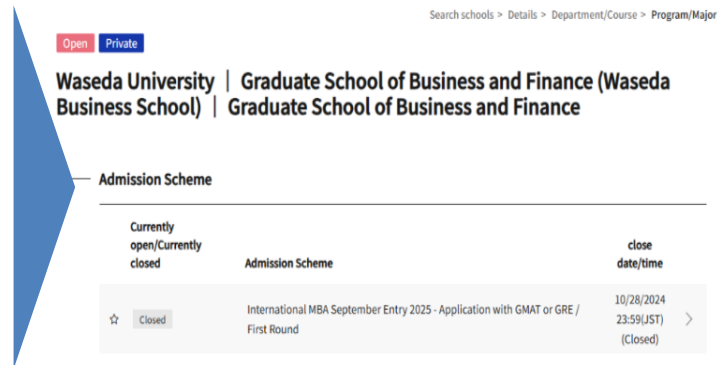 Search schools > Details > Department/Course > Program/Major
Open Private
Waseda University ｜ Graduate School of Business and Finance (Waseda
Business School) ｜ Graduate School of Business and Finance
Admission Scheme
Currently
open/Currently
closed
Admission Scheme
close
date/time
☆ Closed
International MBA September Entry 2025 - Application with GMAT or GRE /
First Round
10/28/2024
23:59(JST)
(Closed)